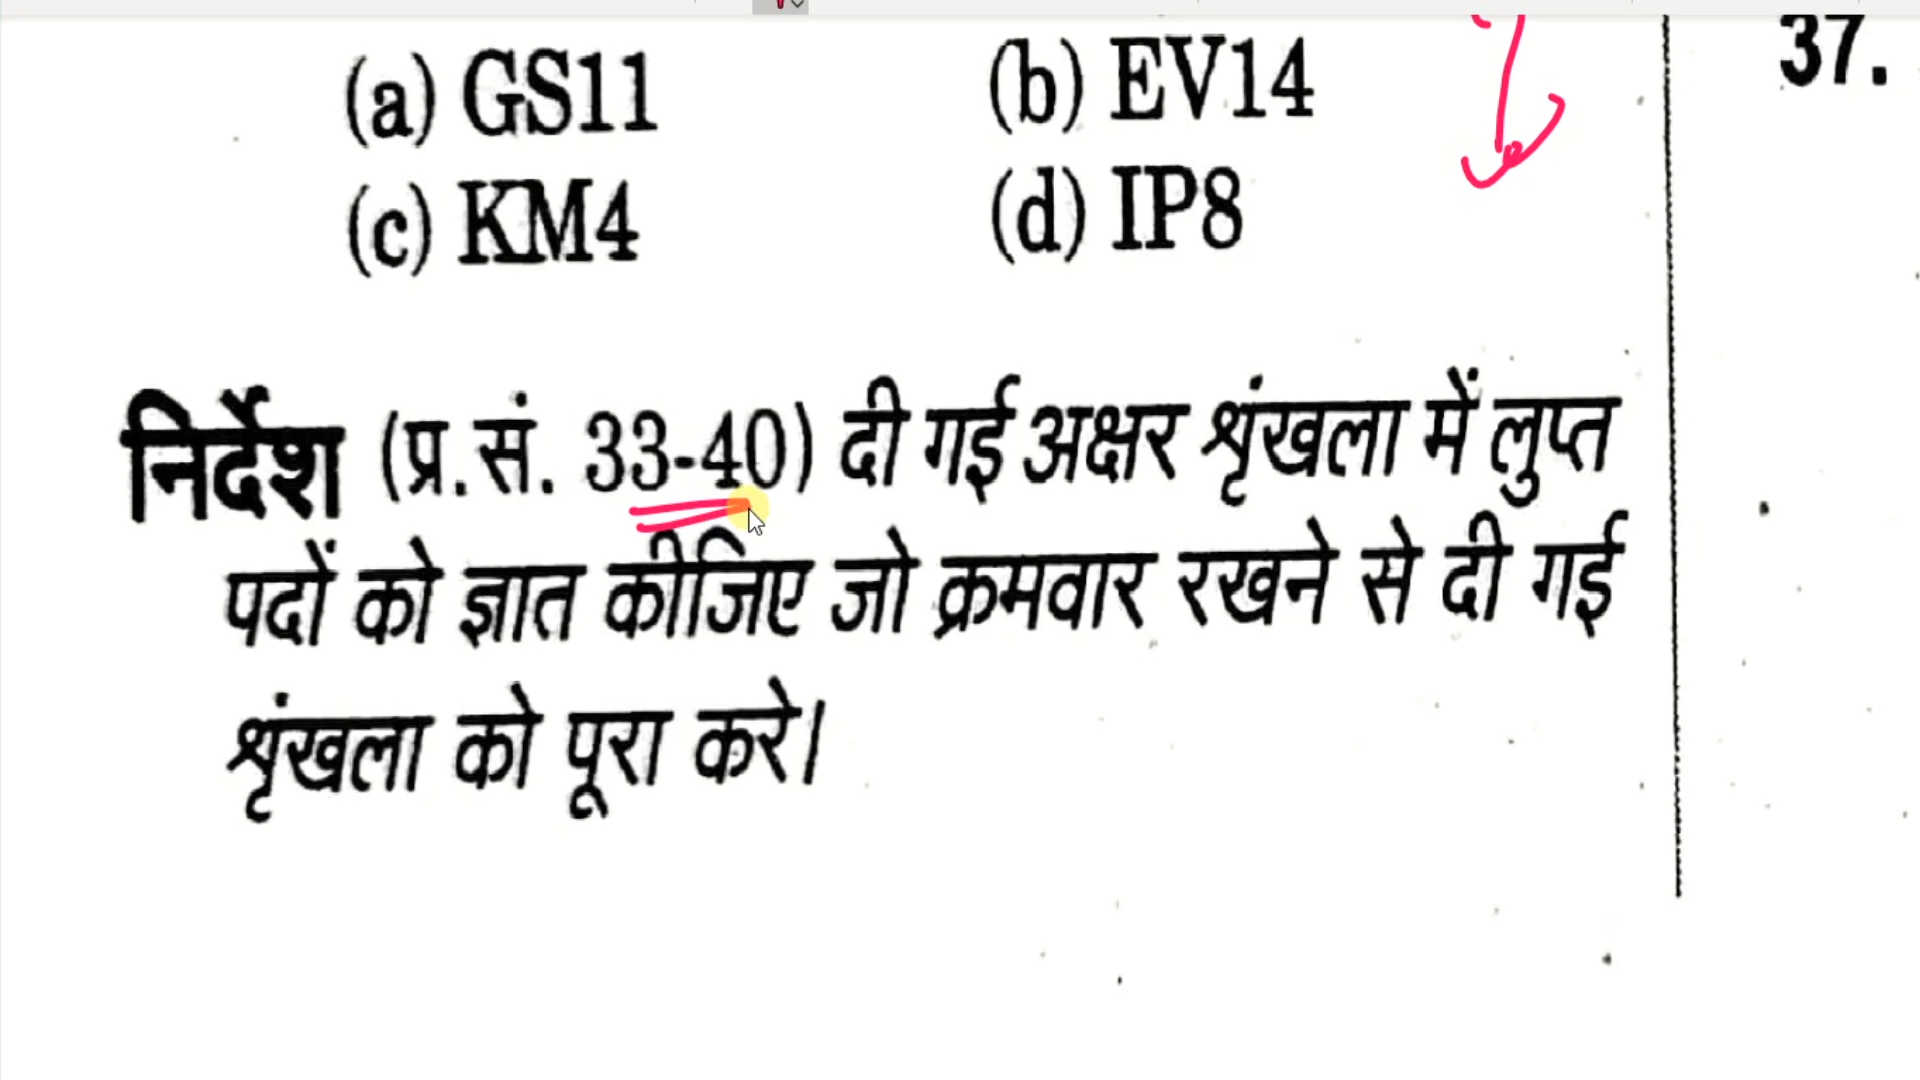 (a) GS11 (b) EV14
(c) KM4 (d) IP8
37.
निर्देश (प्र.सं. 33-40) दी गई अक्षर श्रृंखला में लुप्त
पदों को ज्ञात कीजिए जो क्रमवार रखने से दी गई
श्रृंखला को पूरा करे।